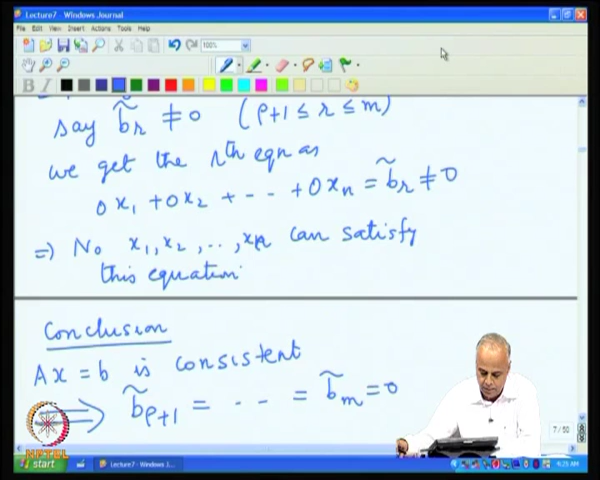 Lecture7 - Windows Journal
File Edit View Insert Actions Tools Help
100%
say b̃r ≠ 0 (ρ+1 ≤ r ≤ m)
we get the rth eqn as
0x1 + 0x2 + - - + 0xn = b̃r ≠ 0
⇒) No x1, x2, .. , xn can satisfy
this equation
Conclusion
Ax = b is consistent
⟹ b̃ρ+1 = - - = b̃m = 0
7 / 50
NPTEL
start
Lecture7 - Windows J...